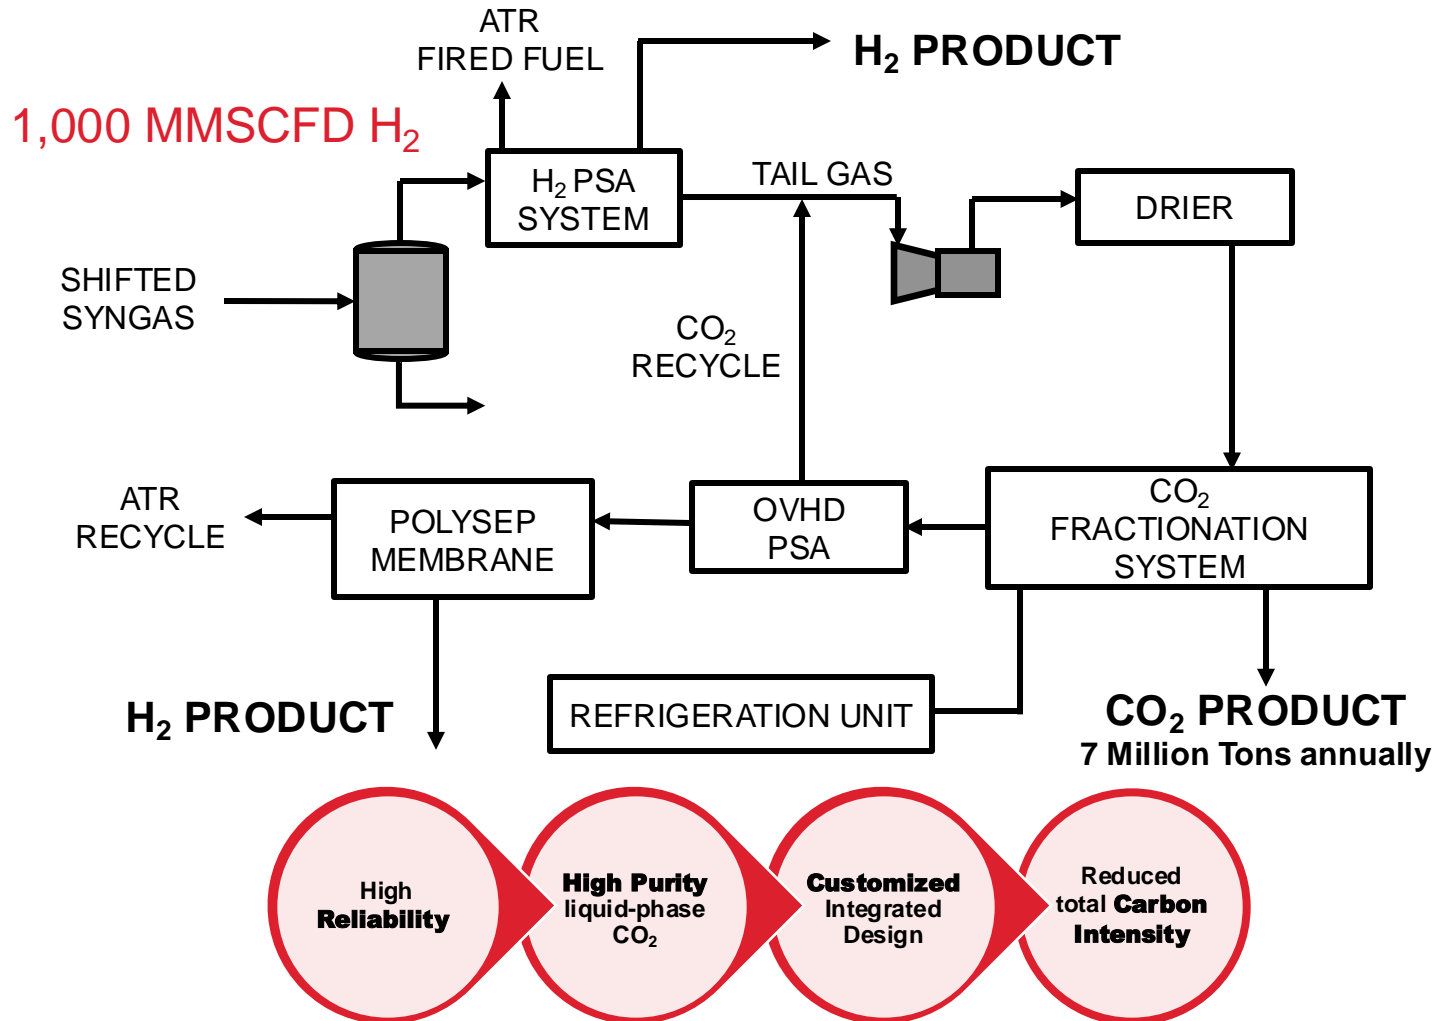 ATR
FIRED FUEL
H₂ PRODUCT
1,000 MMSCFD H₂
H₂ PSA
SYSTEM
TAIL GAS
DRIER
SHIFTED
SYNGAS
CO₂
RECYCLE
ATR
RECYCLE
POLYSEP
MEMBRANE
OVHD
PSA
CO₂
FRACTIONATION
SYSTEM
H₂ PRODUCT
REFRIGERATION UNIT
CO₂ PRODUCT
7 Million Tons annually
High
Reliability
High Purity
liquid-phase
CO₂
Customized
Integrated
Design
Reduced
total Carbon
Intensity